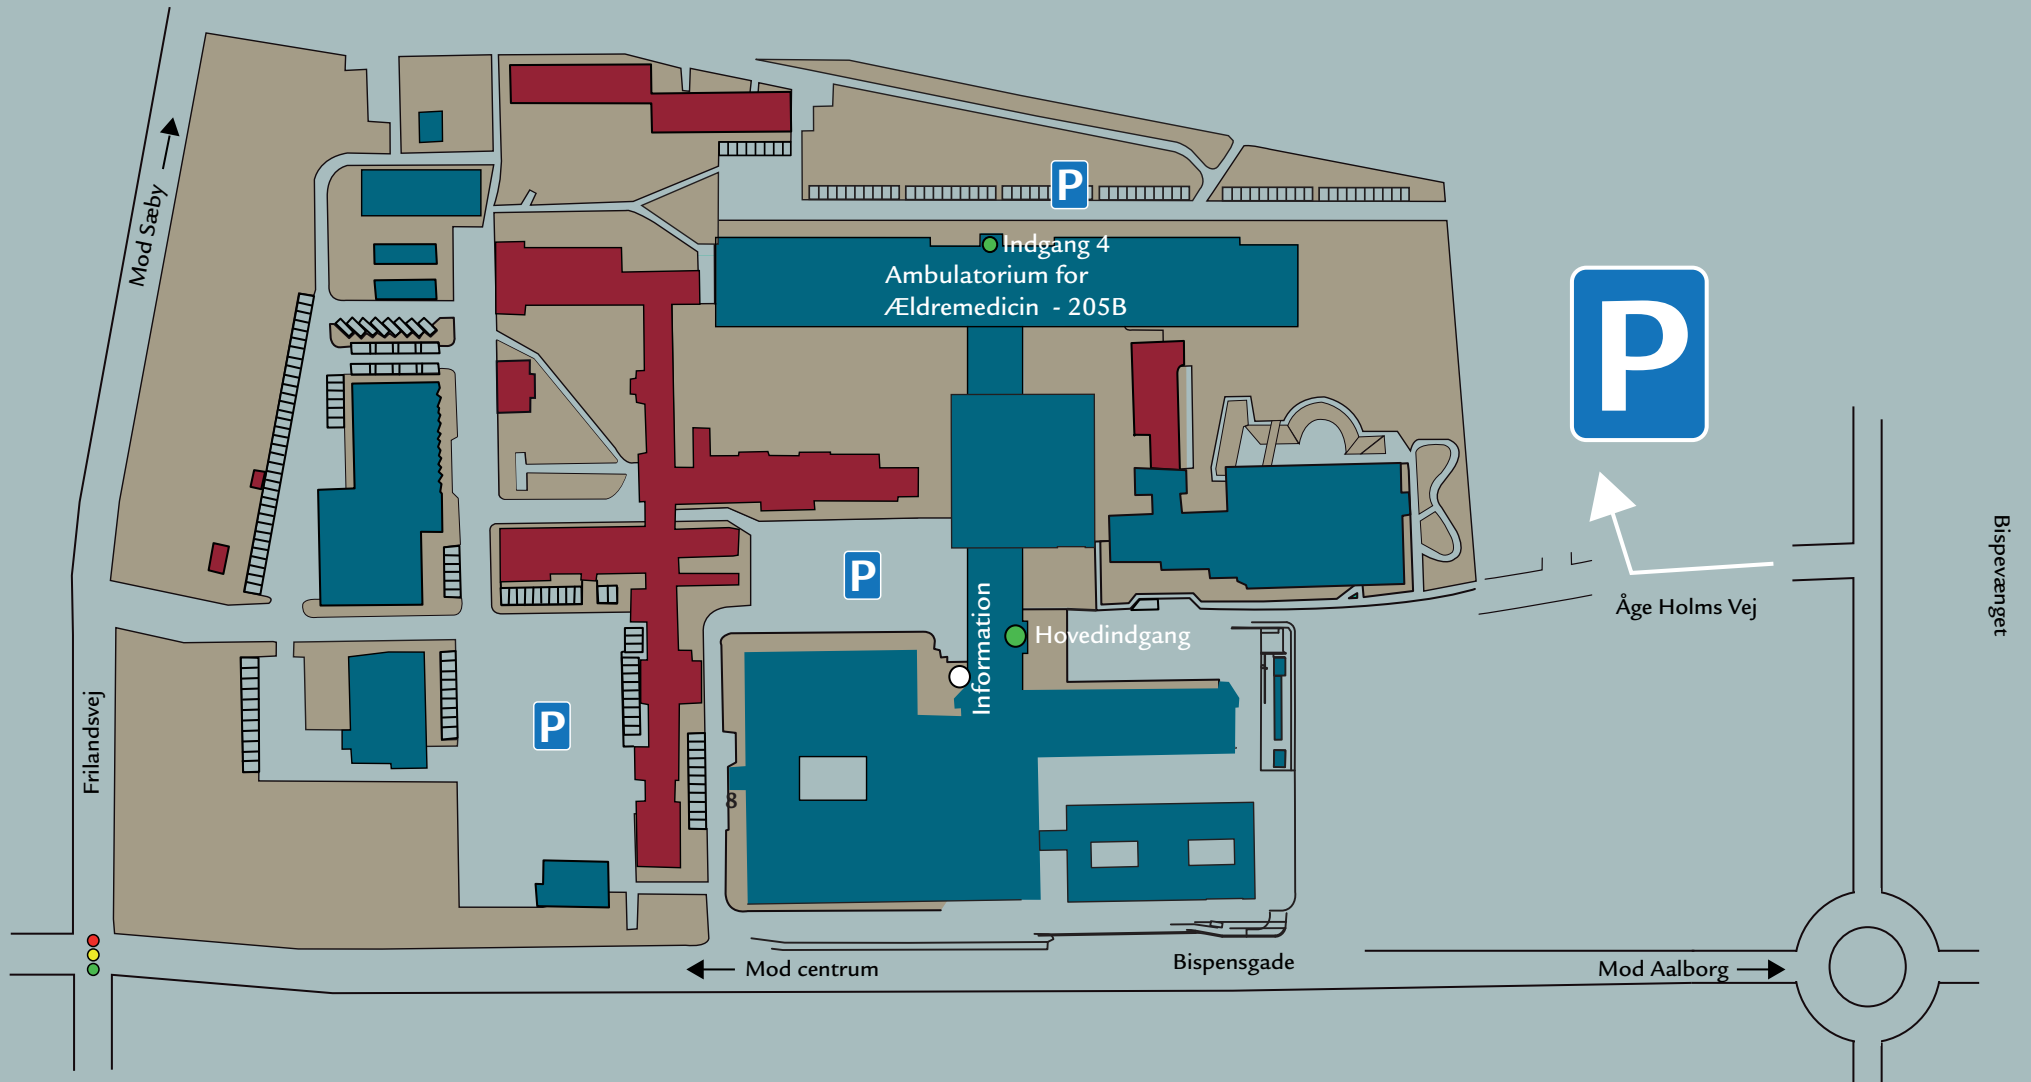 P
Indgang 4
Ambulatorium for
Ældremedicin - 205B
P
Mod Sæby
P
Information
Hovedindgang
Åge Holms Vej
Bispevænget
P
Frilandsvej
8
Mod centrum
Bispensgade
Mod Aalborg